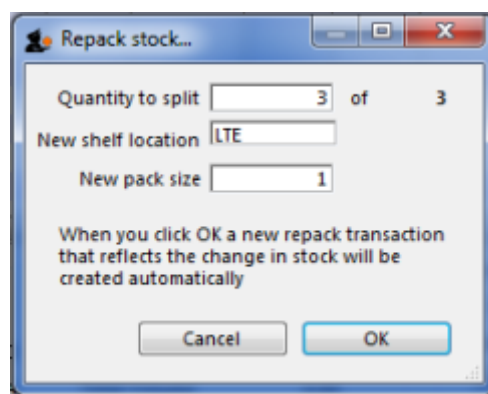 Repack stock...
Quantity to split 3 of 3
New shelf location LTE
New pack size 1
When you click OK a new repack transaction
that reflects the change in stock will be
created automatically
Cancel OK